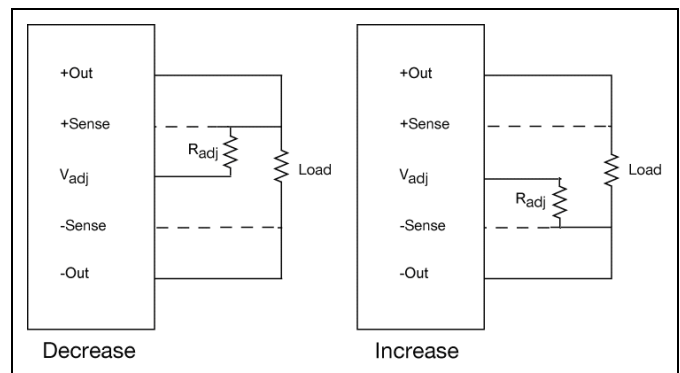 +Out
+Sense
Radj
Vadj
Load
-Sense
-Out
Decrease
+Out
+Sense
Vadj
Load
Radj
-Sense
-Out
Increase